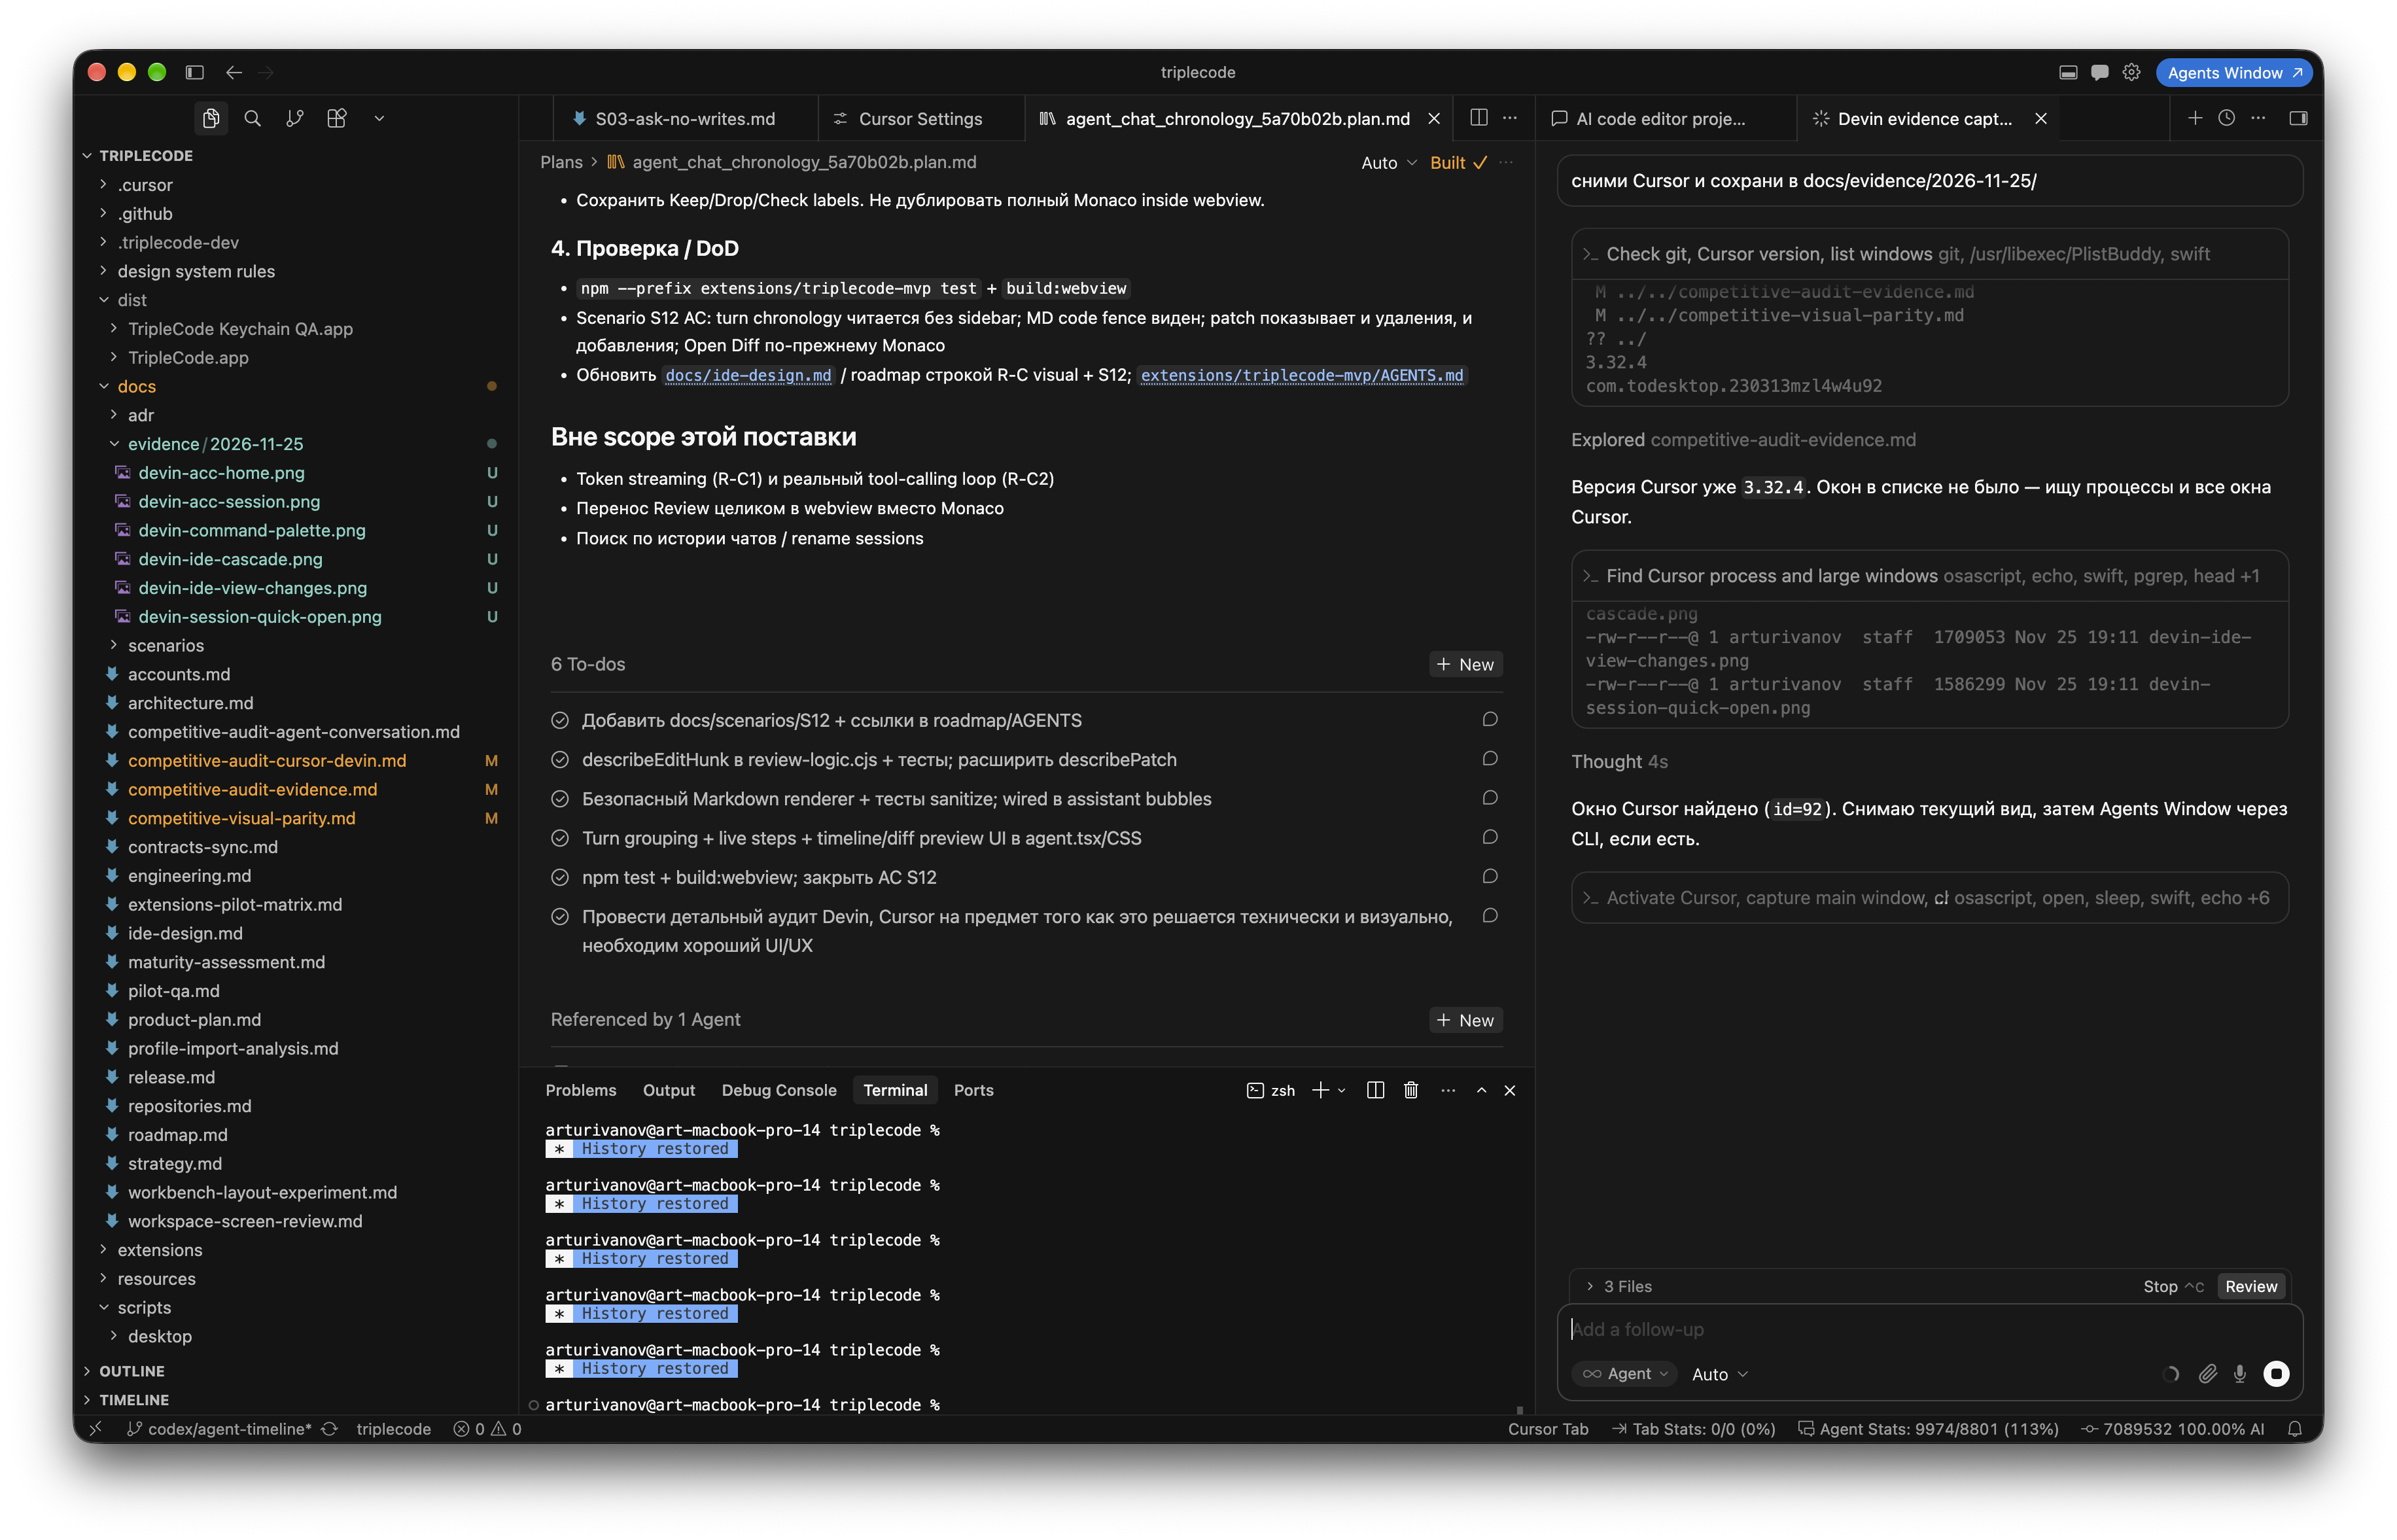 triplecode
Agents Window ↗
TRIPLECODE
.cursor
.github
.triplecode-dev
design system rules
dist
TripleCode Keychain QA.app
TripleCode.app
docs
adr
evidence/2026-11-25
devin-acc-home.png U
devin-acc-session.png U
devin-command-palette.png U
devin-ide-cascade.png U
devin-ide-view-changes.png U
devin-session-quick-open.png U
scenarios
accounts.md
architecture.md
competitive-audit-agent-conversation.md
competitive-audit-cursor-devin.md M
competitive-audit-evidence.md M
competitive-visual-parity.md M
contracts-sync.md
engineering.md
extensions-pilot-matrix.md
ide-design.md
maturity-assessment.md
pilot-qa.md
product-plan.md
profile-import-analysis.md
release.md
repositories.md
roadmap.md
strategy.md
workbench-layout-experiment.md
workspace-screen-review.md
extensions
resources
scripts
desktop
OUTLINE
TIMELINE
S03-ask-no-writes.md
Cursor Settings
agent_chat_chronology_5a70b02b.plan.md
Plans > agent_chat_chronology_5a70b02b.plan.md
Auto Built ✓ ...
• Сохранить Keep/Drop/Check labels. Не дублировать полный Monaco inside webview.
4. Проверка / DoD
• npm --prefix extensions/triplecode-mvp test + build:webview
• Scenario S12 AC: turn chronology читается без sidebar; MD code fence виден; patch показывает и удаления, и
добавления; Open Diff по-прежнему Monaco
• Обновить docs/ide-design.md / roadmap строкой R-C visual + S12; extensions/triplecode-mvp/AGENTS.md
Вне scope этой поставки
• Token streaming (R-C1) и реальный tool-calling loop (R-C2)
• Перенос Review целиком в webview вместо Monaco
• Поиск по истории чатов / rename sessions
6 To-dos
+ New
Добавить docs/scenarios/S12 + ссылки в roadmap/AGENTS
describeEditHunk в review-logic.cjs + тесты; расширить describePatch
Безопасный Markdown renderer + тесты sanitize; wired в assistant bubbles
Turn grouping + live steps + timeline/diff preview UI в agent.tsx/CSS
npm test + build:webview; закрыть AC S12
Провести детальный аудит Devin, Cursor на предмет того как это решается технически и визуально,
необходим хороший UI/UX
Referenced by 1 Agent
+ New
Problems Output Debug Console Terminal Ports
zsh
arturivanov@art-macbook-pro-14 triplecode %
* History restored
arturivanov@art-macbook-pro-14 triplecode %
* History restored
arturivanov@art-macbook-pro-14 triplecode %
* History restored
arturivanov@art-macbook-pro-14 triplecode %
* History restored
arturivanov@art-macbook-pro-14 triplecode %
* History restored
arturivanov@art-macbook-pro-14 triplecode %
AI code editor proje...
Devin evidence capt...
сними Cursor и сохрани в docs/evidence/2026-11-25/
Check git, Cursor version, list windows git, /usr/libexec/PlistBuddy, swift
M ../../competitive-audit-evidence.md
M ../../competitive-visual-parity.md
?? ../
3.32.4
com.todesktop.230313mzl4w4u92
Explored competitive-audit-evidence.md
Версия Cursor уже 3.32.4. Окон в списке не было — ищу процессы и все окна
Cursor.
Find Cursor process and large windows osascript, echo, swift, pgrep, head +1
cascade.png
-rw-r--r--@ 1 arturivanov staff 1709053 Nov 25 19:11 devin-ide-
view-changes.png
-rw-r--r--@ 1 arturivanov staff 1586299 Nov 25 19:11 devin-
session-quick-open.png
Thought 4s
Окно Cursor найдено (id=92). Снимаю текущий вид, затем Agents Window через
CLI, если есть.
Activate Cursor, capture main window, osascript, open, sleep, swift, echo +6
3 Files
Stop ^C Review
Add a follow-up
Agent Auto
codex/agent-timeline* triplecode 0 0
Cursor Tab Tab Stats: 0/0 (0%) Agent Stats: 9974/8801 (113%) 7089532 100.00% AI